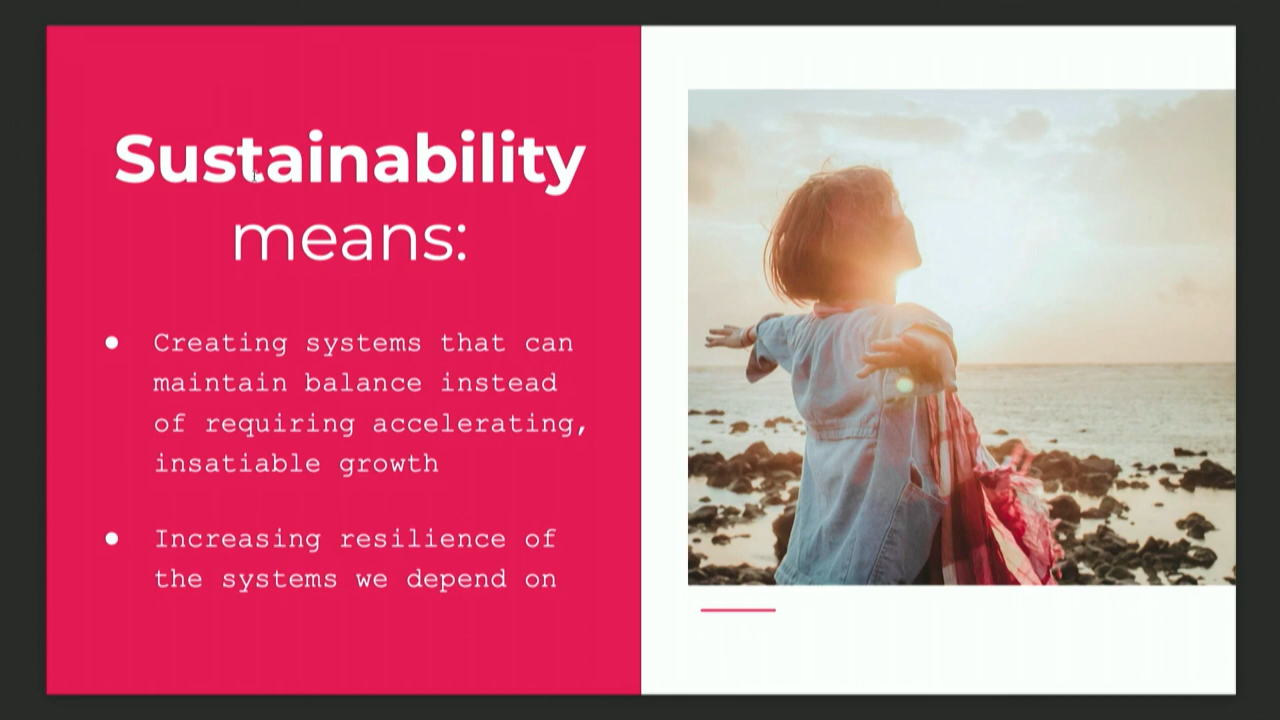 Sustainability
means:
● Creating systems that can
maintain balance instead
of requiring accelerating,
insatiable growth
● Increasing resilience of
the systems we depend on